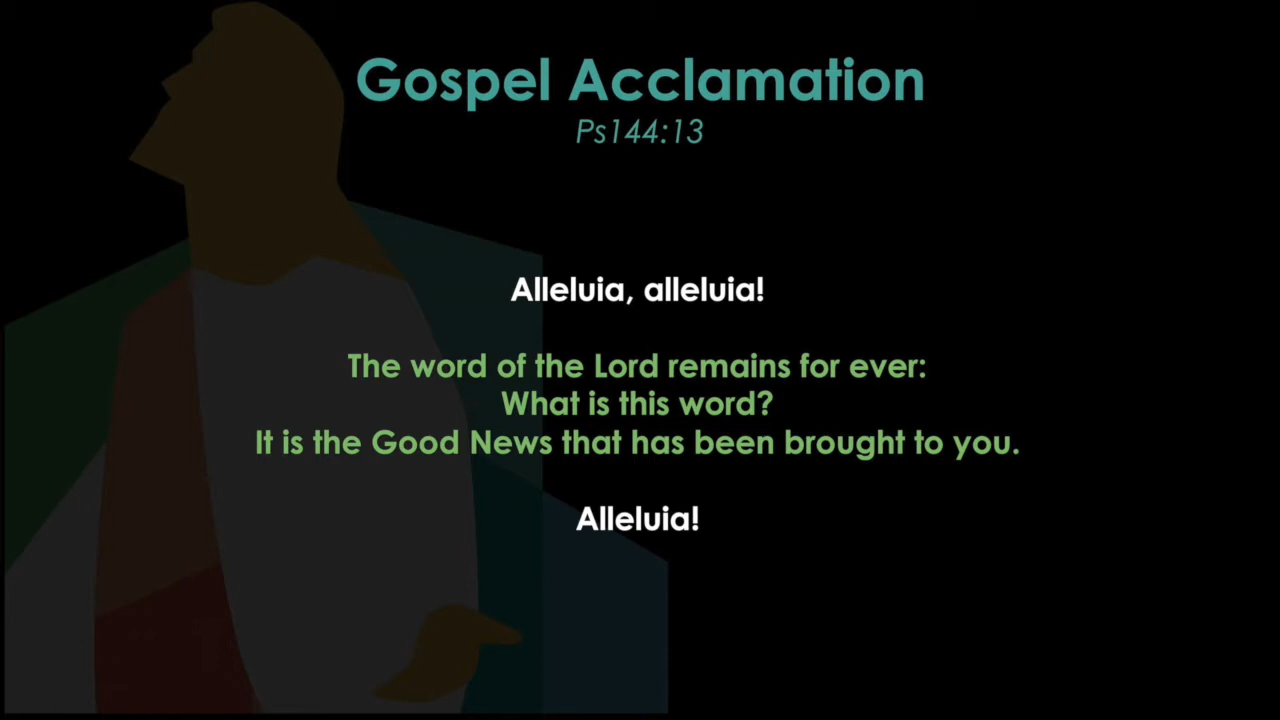 Gospel Acclamation
Ps144:13
Alleluia, alleluia!
The word of the Lord remains for ever:
What is this word?
It is the Good News that has been brought to you.
Alleluia!